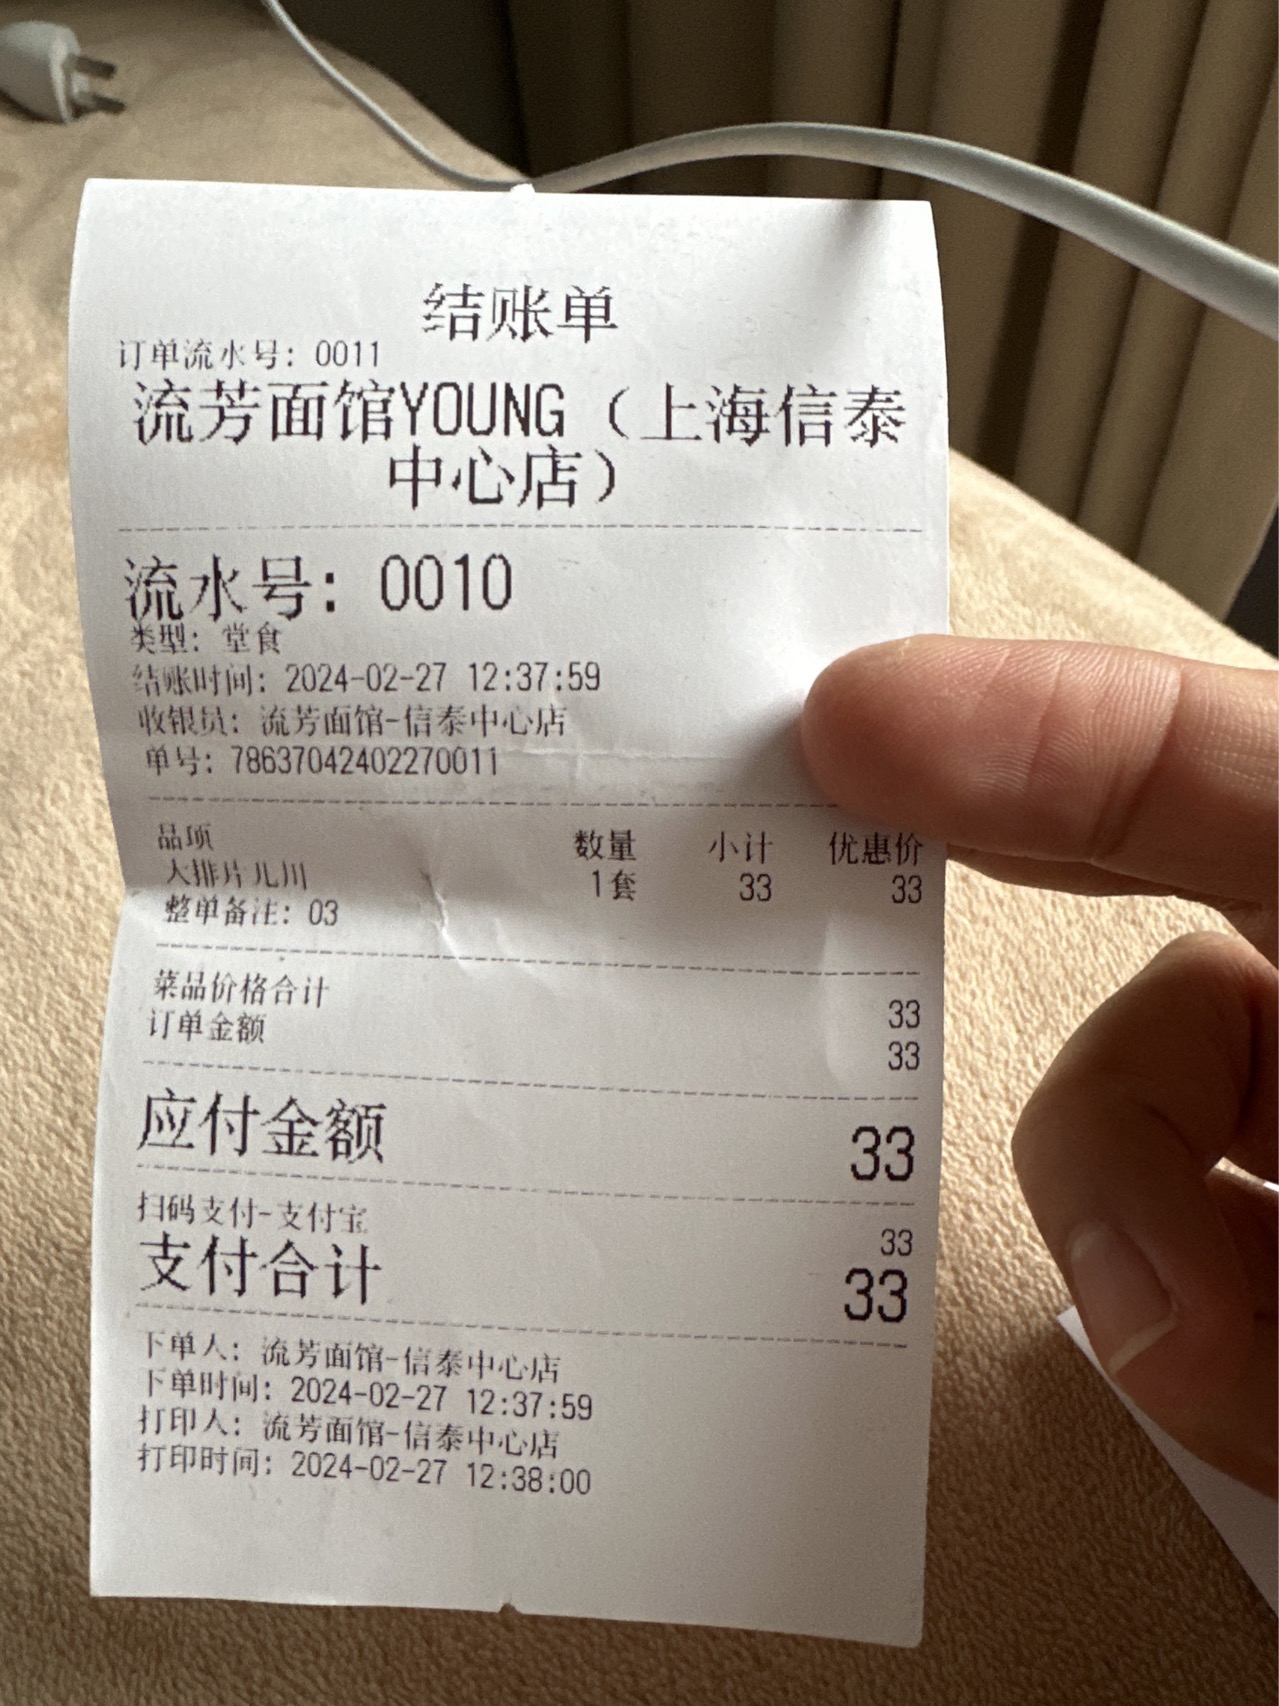 结账单
订单流水号: 0011
流芳面馆YOUNG（上海信泰
中心店）
流水号: 0010
类型: 堂食
结账时间: 2024-02-27 12:37:59
收银员: 流芳面馆-信泰中心店
单号: 78637042402270011
品项 数量 小计 优惠价
大排片儿川 1套 33 33
整单备注: 03
菜品价格合计 33
订单金额 33
应付金额 33
扫码支付-支付宝 33
支付合计 33
下单人: 流芳面馆-信泰中心店
下单时间: 2024-02-27 12:37:59
打印人: 流芳面馆-信泰中心店
打印时间: 2024-02-27 12:38:00